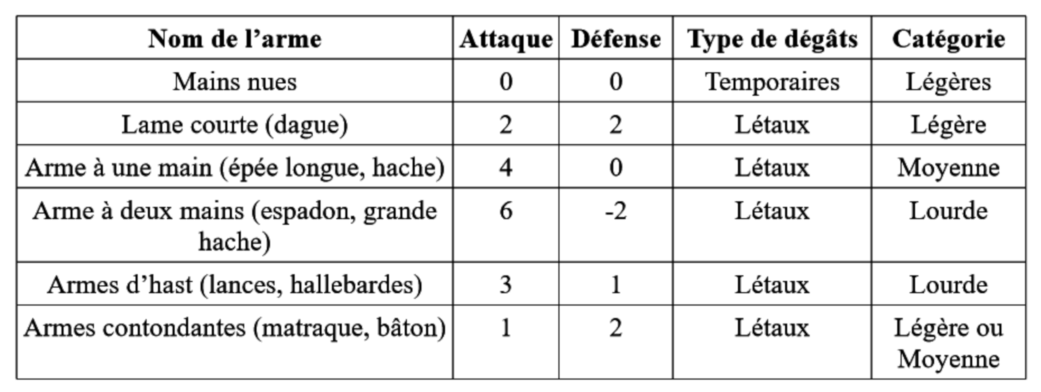 Nom de l’arme Attaque Défense Type de dégâts Catégorie
Mains nues 0 0 Temporaires Légères
Lame courte (dague) 2 2 Létaux Légère
Arme à une main (épée longue, hache) 4 0 Létaux Moyenne
Arme à deux mains (espadon, grande 6 -2 Létaux Lourde
hache)
Armes d’hast (lances, hallebardes) 3 1 Létaux Lourde
Armes contondantes (matraque, bâton) 1 2 Létaux Légère ou
Moyenne